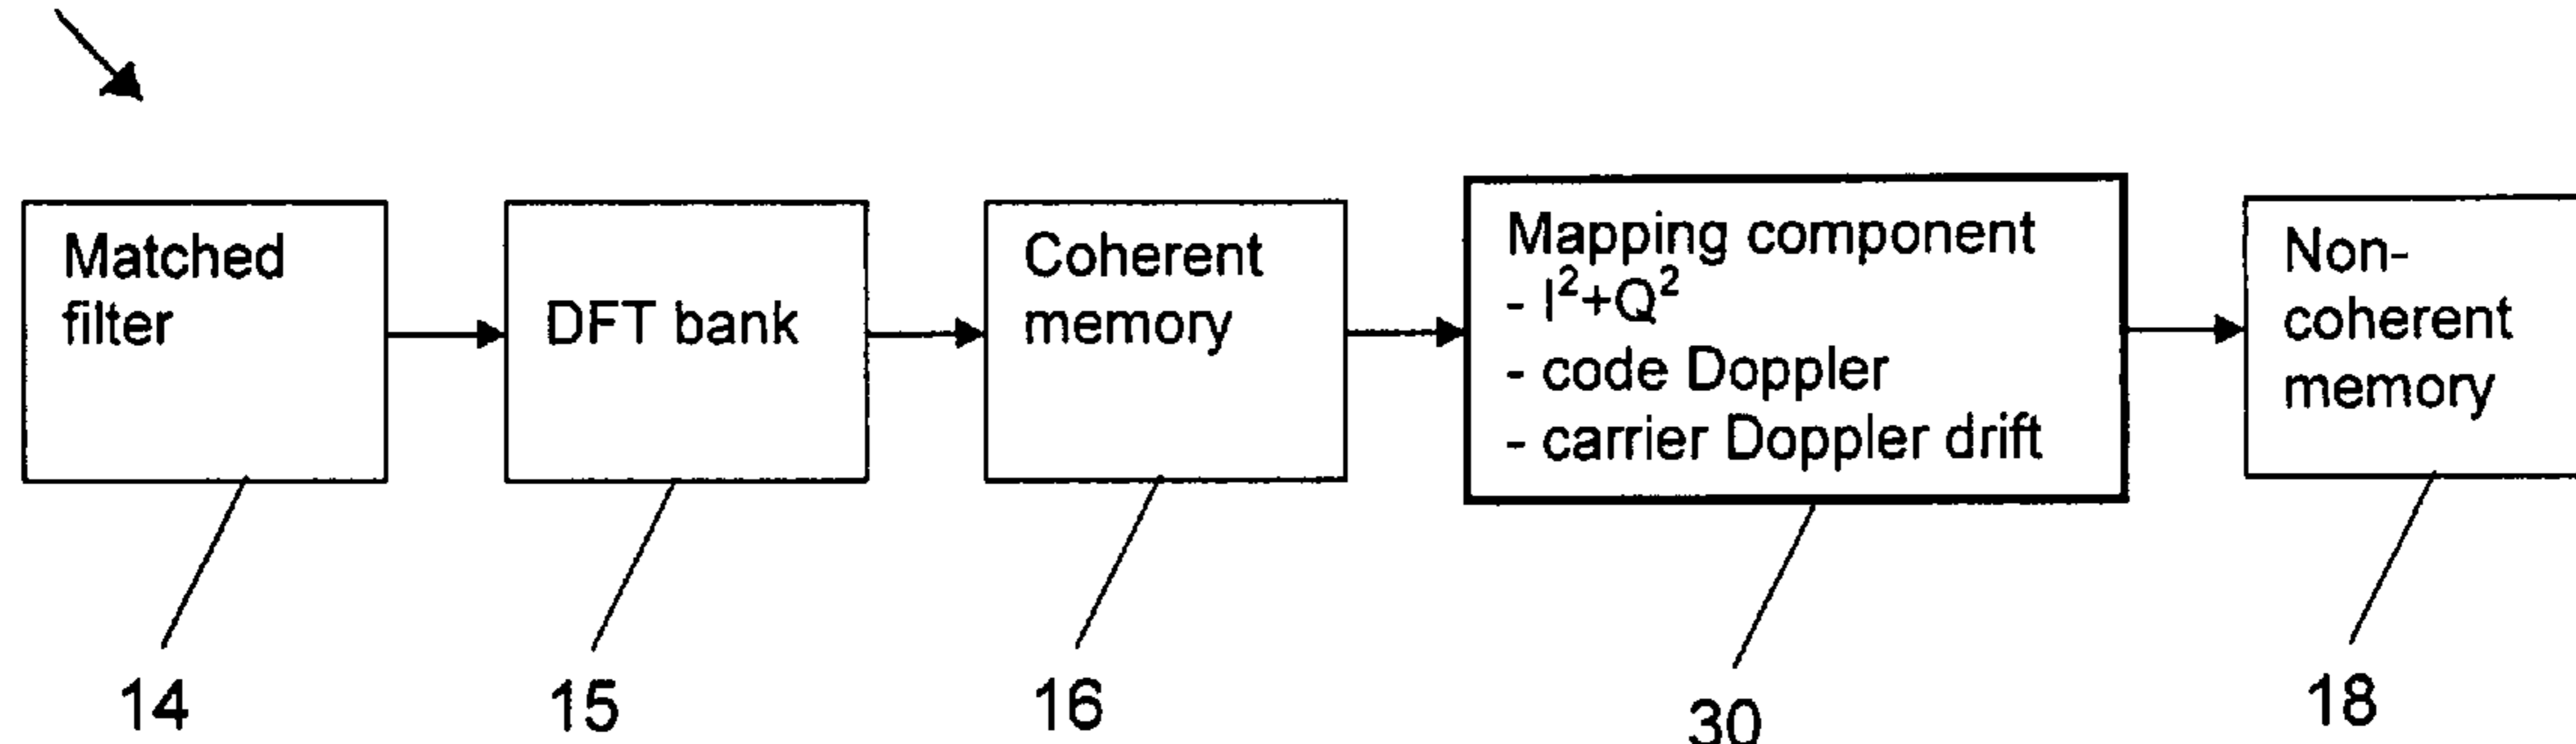 Matched
filter
DFT bank
Coherent
memory
Mapping component
- I²+Q²
- code Doppler
- carrier Doppler drift
Non-
coherent
memory
14
15
16
30
18